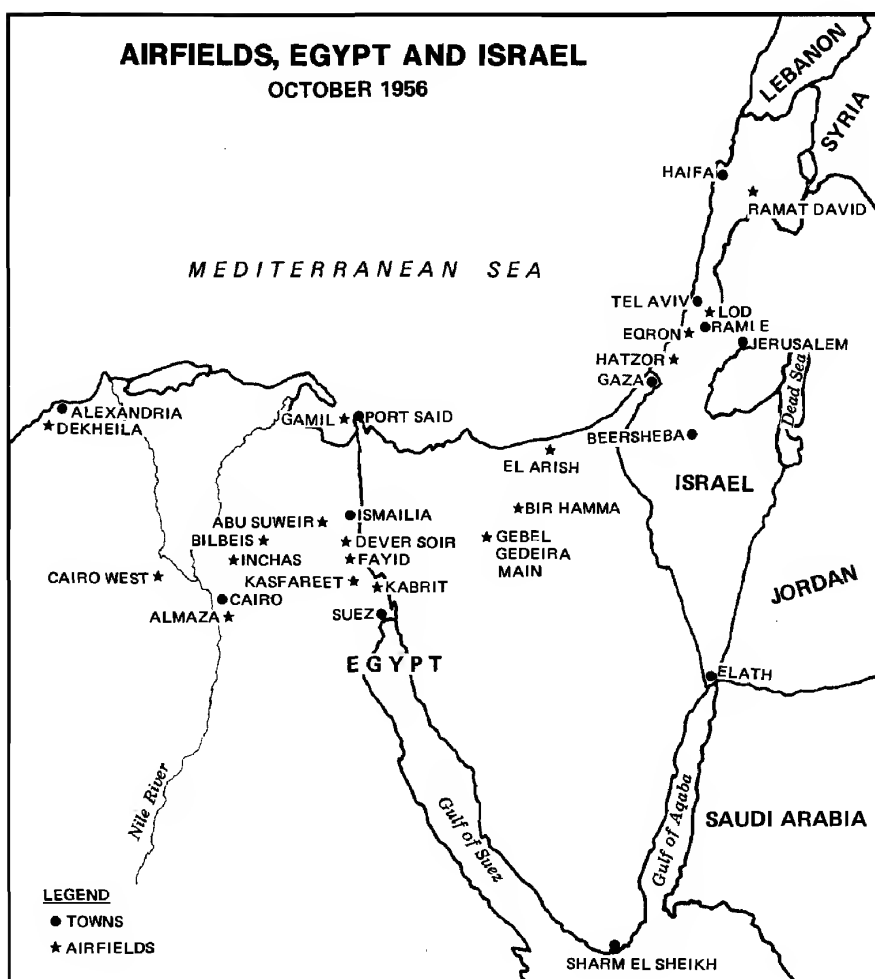 AIRFIELDS, EGYPT AND ISRAEL
OCTOBER 1956
LEBANON
SYRIA
HAIFA
RAMAT DAVID
MEDITERRANEAN SEA
TEL AVIV
LOD
RAMLE
EQRON
JERUSALEM
HATZOR
GAZA
Dead Sea
ALEXANDRIA
DEKHEILA
GAMIL
PORT SAID
BEERSHEBA
EL ARISH
ISRAEL
BIR HAMMA
ISMAILIA
ABU SUWEIR
BILBEIS
DEVER SOIR
GEBEL
GEDEIRA
MAIN
INCHAS
FAYID
CAIRO WEST
KASFAREET
KABRIT
JORDAN
CAIRO
ALMAZA
SUEZ
EGYPT
ELATH
Nile River
Gulf of Suez
Gulf of Aqaba
SAUDI ARABIA
LEGEND
TOWNS
AIRFIELDS
SHARM EL SHEIKH